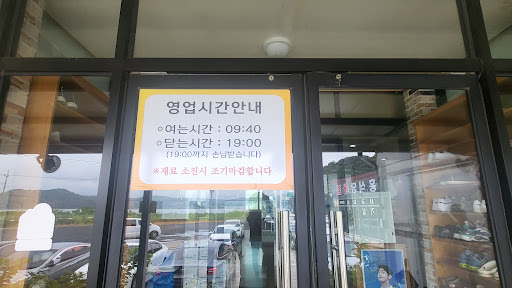 영업시간안내
○여는시간 : 09:40
○닫는시간 : 19:00
(19:00까지 손님받습니다)
※재료 소진시 조기마감합니다